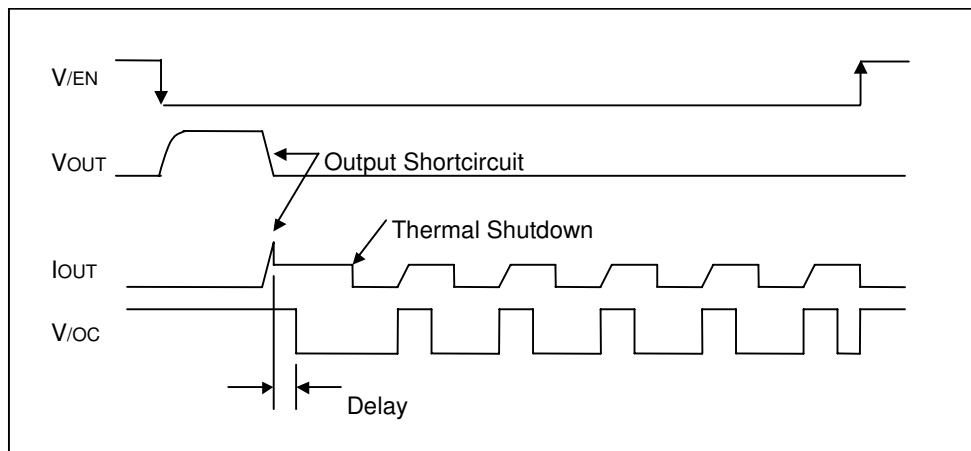 V/EN
VOUT
Output Shortcircuit
Thermal Shutdown
IOUT
V/OC
Delay